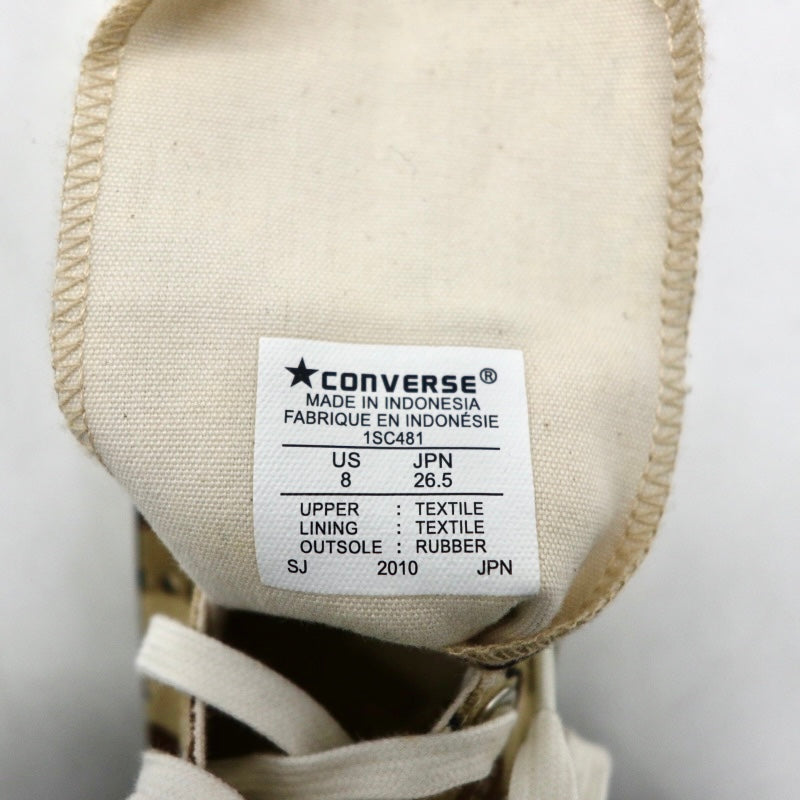 ★CONVERSE®
MADE IN INDONESIA
FABRIQUE EN INDONÉSIE
1SC481
US JPN
8 26.5
UPPER : TEXTILE
LINING : TEXTILE
OUTSOLE : RUBBER
SJ 2010 JPN